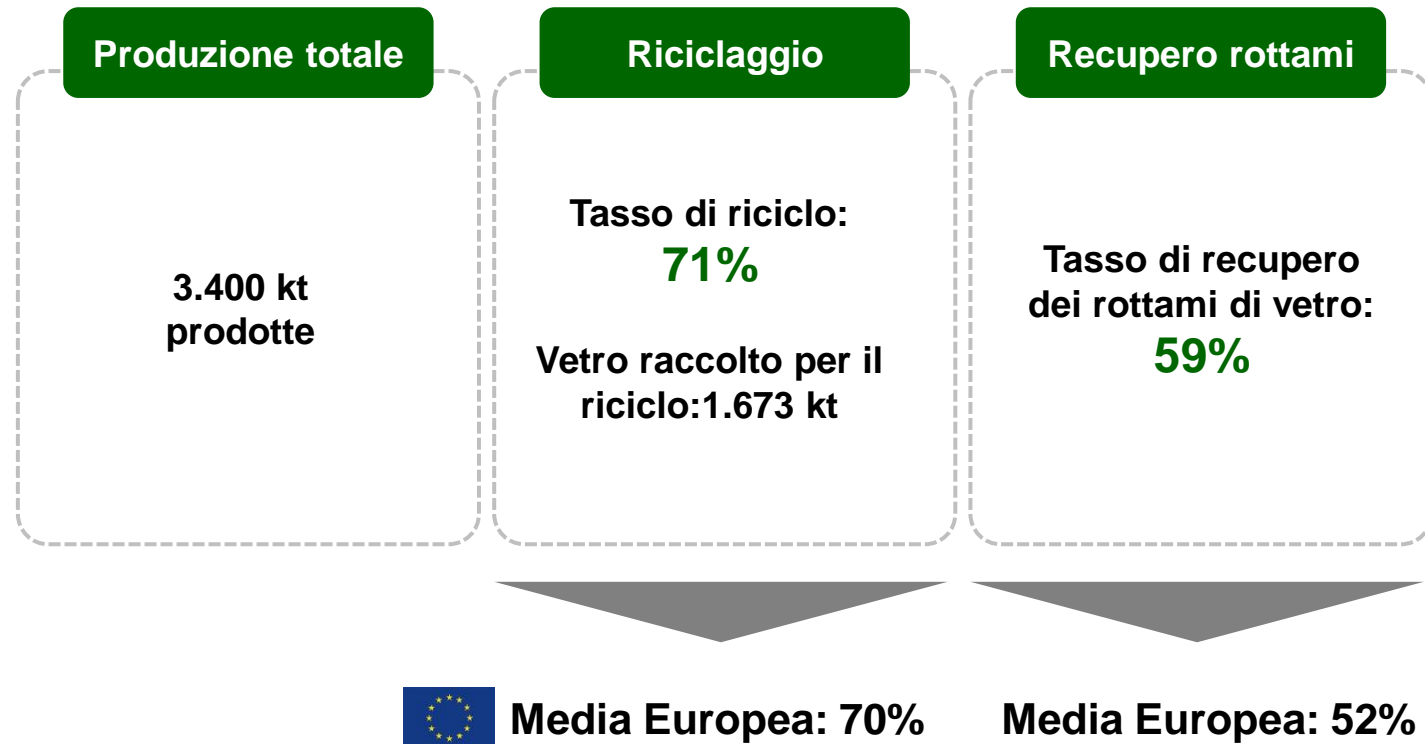 Produzione totale
3.400 kt
prodotte
Riciclaggio
Tasso di riciclo:
71%
Vetro raccolto per il
riciclo:1.673 kt
Recupero rottami
Tasso di recupero
dei rottami di vetro:
59%
Media Europea: 70%
Media Europea: 52%